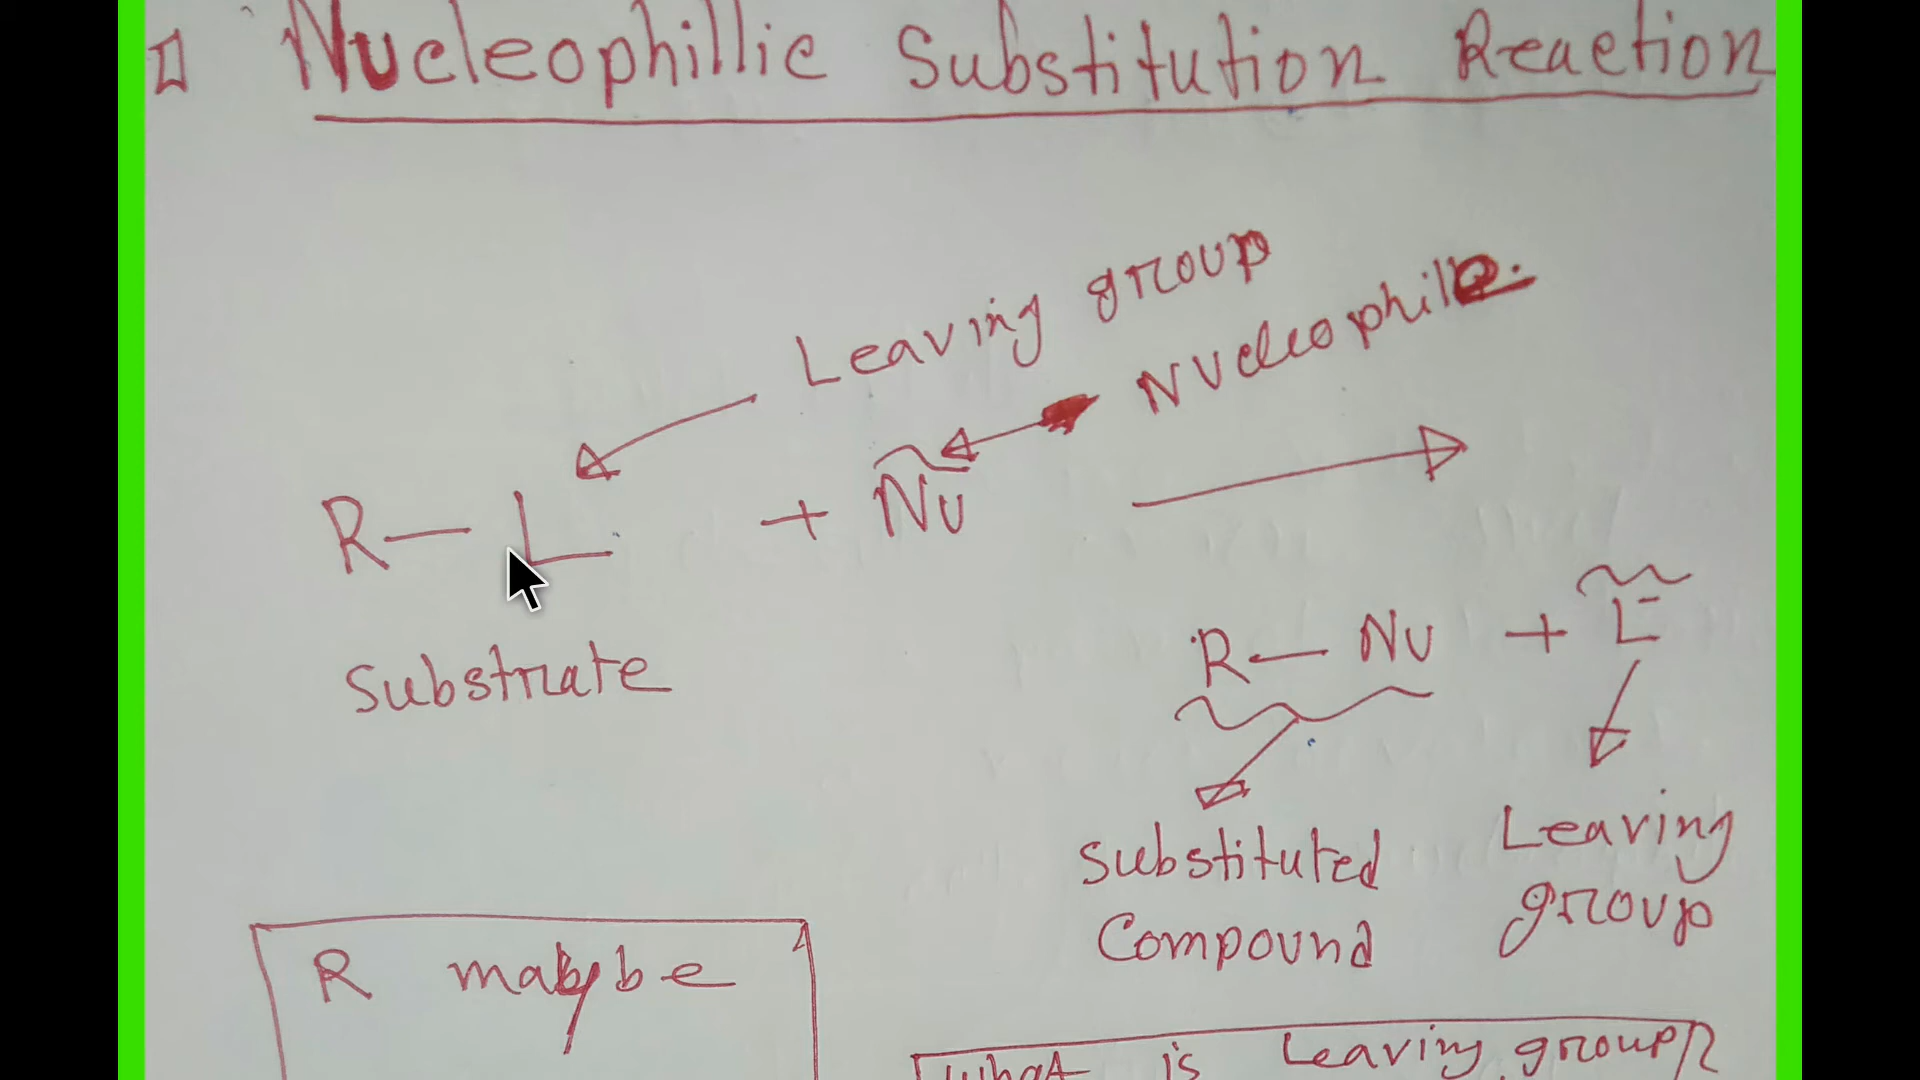 Nucleophillic Substitution Reaction
Leaving group
Nucleophile.
R — L + Nu
Substrate
R — Nu + L⁻
Substituted Compound
Leaving group
R maybe
What is Leaving group?